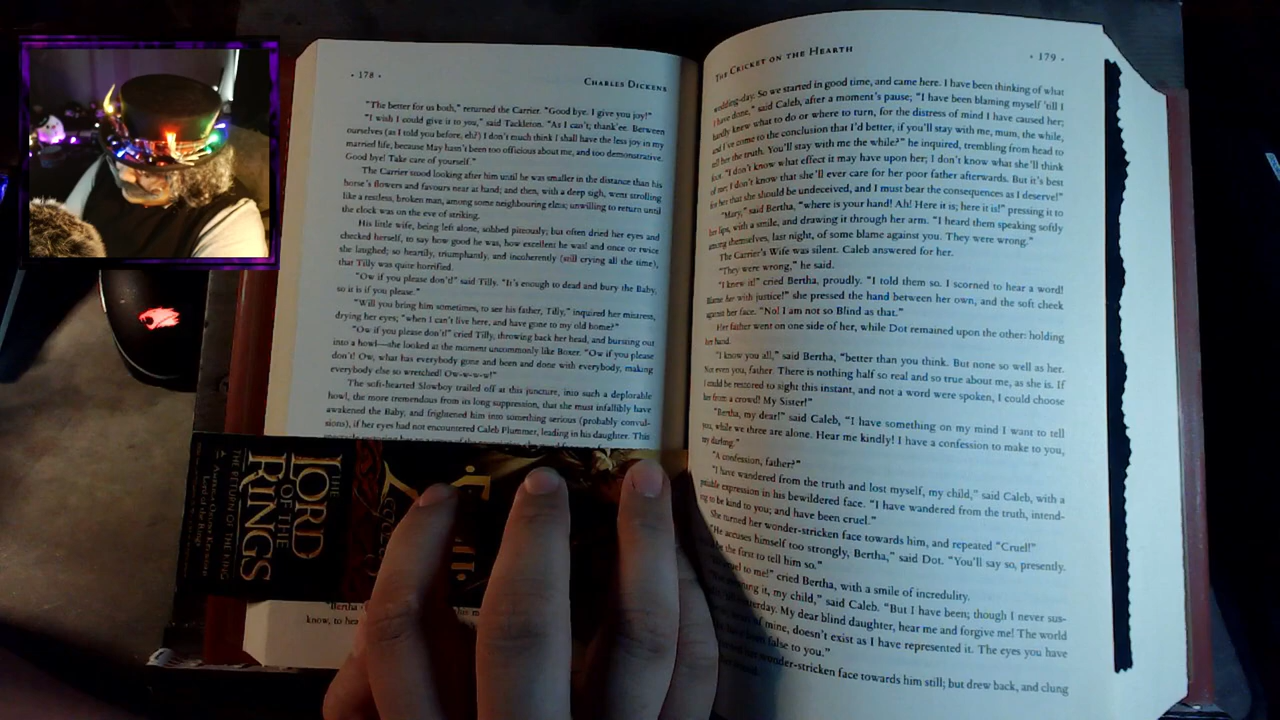 · 178 ·
CHARLES DICKENS
"The better for us both," returned the Carrier. "Good bye. I give you joy!"
"I wish I could give it to you," said Tackleton. "As I can't; thank'ee. Between
ourselves (as I told you before, eh?) I don't much think I shall have the less joy in my
married life, because May hasn't been too officious about me, and too demonstrative.
Good bye! Take care of yourself."
The Carrier stood looking after him until he was smaller in the distance than his
horse's flowers and favours near at hand; and then, with a deep sigh, went strolling
like a restless, broken man, among some neighbouring elms; unwilling to return until
the clock was on the eve of striking.
His little wife, being left alone, sobbed piteously; but often dried her eyes and
checked herself, to say how good he was, how excellent he was! and once or twice
she laughed; so heartily, triumphantly, and incoherently (still crying all the time),
that Tilly was quite horrified.
"Ow if you please don't!" said Tilly. "It's enough to dead and bury the Baby,
so it is if you please."
"Will you bring him sometimes, to see his father, Tilly," inquired her mistress,
drying her eyes; "when I can't live here, and have gone to my old home?"
"Ow if you please don't!" cried Tilly, throwing back her head, and bursting out
into a howl—she looked at the moment uncommonly like Boxer. "Ow if you please
don't! Ow, what has everybody gone and been and done with everybody, making
everybody else so wretched! Ow-w-w-w!"
The soft-hearted Slowboy trailed off at this juncture, into such a deplorable
howl, the more tremendous from its long suppression, that she must infallibly have
awakened the Baby, and frightened him into something serious (probably convul-
sions), if her eyes had not encountered Caleb Plummer, leading in his daughter. This
THE
LORD
OF THE
RINGS
THE RETURN OF THE KING
"Bertha
know, to hea
THE CRICKET ON THE HEARTH
· 179 ·
wedding-day. So we started in good time, and came here. I have been thinking of what
I have done," said Caleb, after a moment's pause; "I have been blaming myself 'till I
hardly knew what to do or where to turn, for the distress of mind I have caused her;
and I've come to the conclusion that I'd better, if you'll stay with me, mum, the while,
tell her the truth. You'll stay with me the while?" he inquired, trembling from head to
foot. "I don't know what effect it may have upon her; I don't know what she'll think
of me; I don't know that she'll ever care for her poor father afterwards. But it's best
for her that she should be undeceived, and I must bear the consequences as I deserve!"
"Mary," said Bertha, "where is your hand! Ah! Here it is; here it is!" pressing it to
her lips, with a smile, and drawing it through her arm. "I heard them speaking softly
among themselves, last night, of some blame against you. They were wrong."
The Carrier's Wife was silent. Caleb answered for her.
"They were wrong," he said.
"I knew it!" cried Bertha, proudly. "I told them so. I scorned to hear a word!
Blame her with justice!" she pressed the hand between her own, and the soft cheek
against her face. "No! I am not so Blind as that."
Her father went on one side of her, while Dot remained upon the other: holding
her hand.
"I know you all," said Bertha, "better than you think. But none so well as her.
Not even you, father. There is nothing half so real and so true about me, as she is. If
I could be restored to sight this instant, and not a word were spoken, I could choose
her from a crowd! My Sister!"
"Bertha, my dear!" said Caleb, "I have something on my mind I want to tell
you, while we three are alone. Hear me kindly! I have a confession to make to you,
my darling."
"A confession, father?"
"I have wandered from the truth and lost myself, my child," said Caleb, with a
pitiable expression in his bewildered face. "I have wandered from the truth, intend-
ing to be kind to you; and have been cruel."
She turned her wonder-stricken face towards him, and repeated "Cruel!"
"He accuses himself too strongly, Bertha," said Dot. "You'll say so, presently.
be the first to tell him so."
cruel to me!" cried Bertha, with a smile of incredulity.
it, my child," said Caleb. "But I have been; though I never sus-
yesterday. My dear blind daughter, hear me and forgive me! The world
of mine, doesn't exist as I have represented it. The eyes you have
been false to you."
wonder-stricken face towards him still; but drew back, and clung